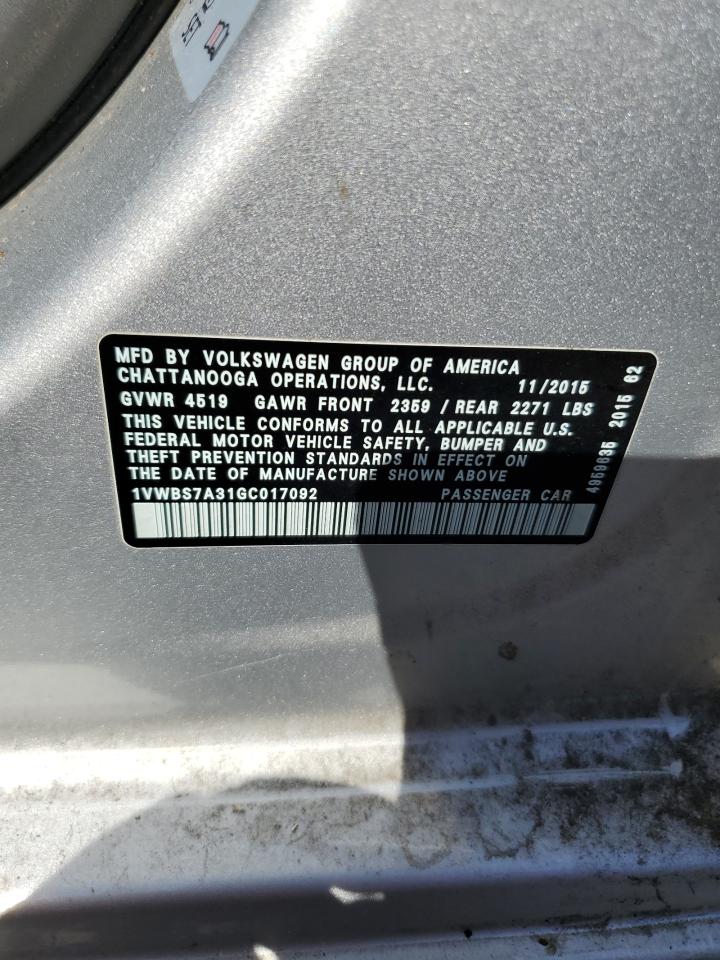 MFD BY VOLKSWAGEN GROUP OF AMERICA
CHATTANOOGA OPERATIONS, LLC. 11/2015
GVWR 4519 GAWR FRONT 2359 / REAR 2271 LBS
THIS VEHICLE CONFORMS TO ALL APPLICABLE U.S.
FEDERAL MOTOR VEHICLE SAFETY, BUMPER AND
THEFT PREVENTION STANDARDS IN EFFECT ON
THE DATE OF MANUFACTURE SHOWN ABOVE
1VWBS7A31GC017092 PASSENGER CAR
4959635 2015 62